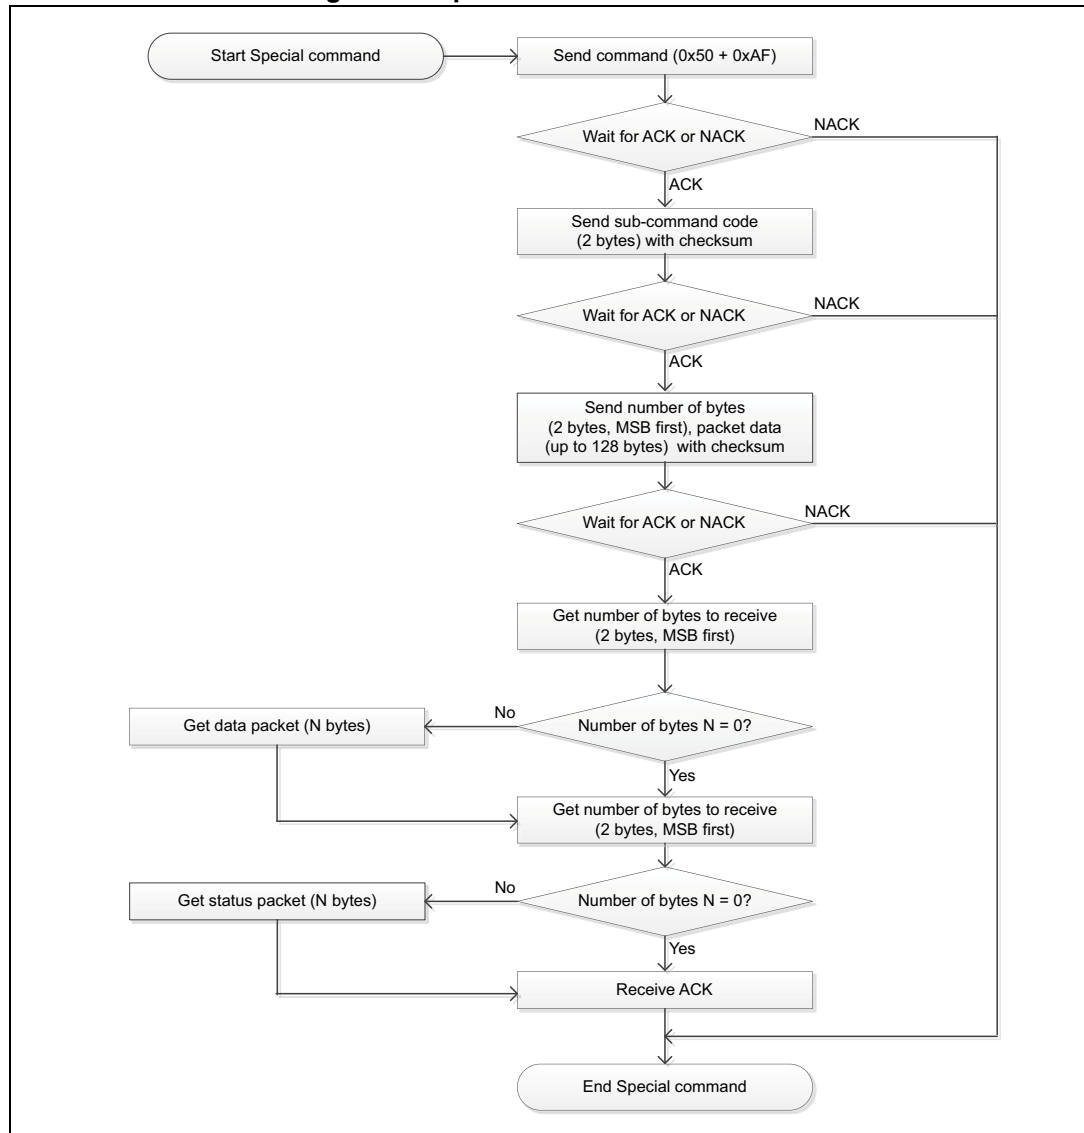 Start Special command
Send command (0x50 + 0xAF)
Wait for ACK or NACK
NACK
ACK
Send sub-command code
(2 bytes) with checksum
Wait for ACK or NACK
NACK
ACK
Send number of bytes
(2 bytes, MSB first), packet data
(up to 128 bytes) with checksum
Wait for ACK or NACK
NACK
ACK
Get number of bytes to receive
(2 bytes, MSB first)
Number of bytes N = 0?
No
Get data packet (N bytes)
Yes
Get number of bytes to receive
(2 bytes, MSB first)
Number of bytes N = 0?
No
Get status packet (N bytes)
Yes
Receive ACK
End Special command